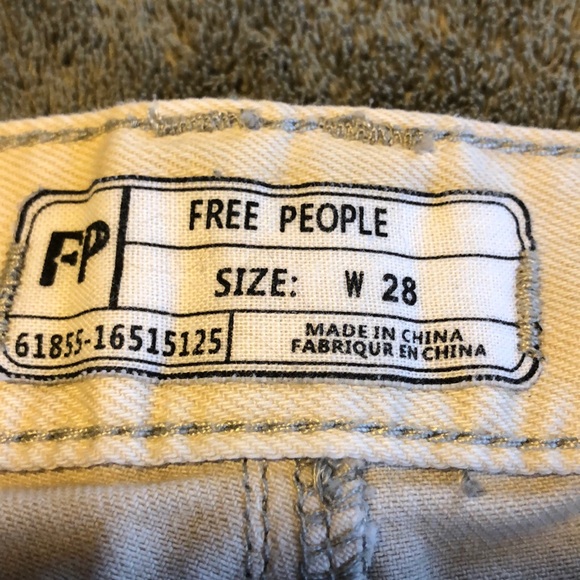 FP
FREE PEOPLE
SIZE: W 28
61855-16515125
MADE IN CHINA
FABRIQUR EN CHINA